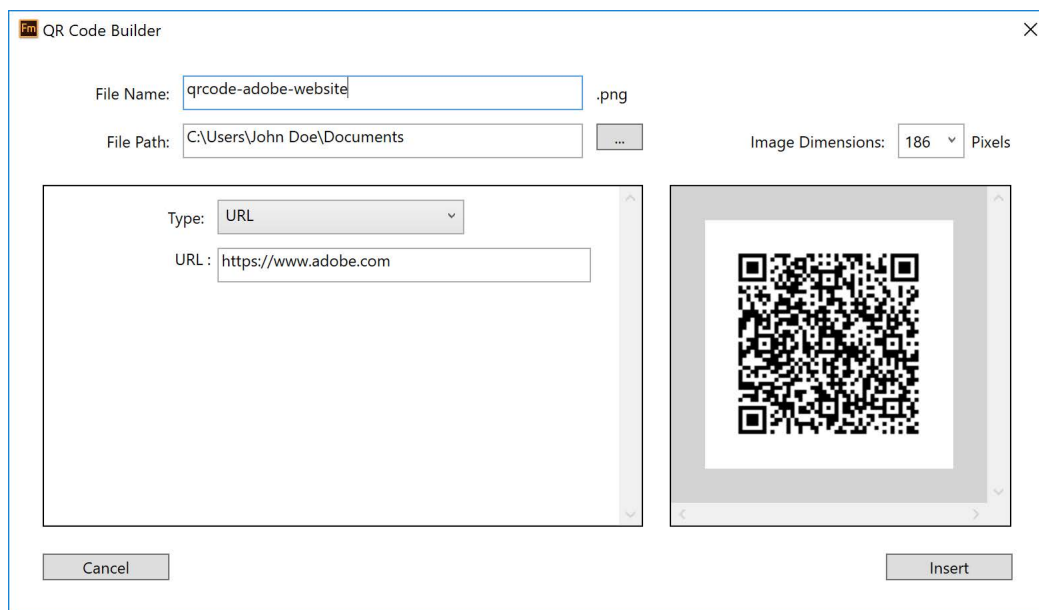 Fm QR Code Builder
File Name: qrcode-adobe-website .png
File Path: C:\Users\John Doe\Documents ... Image Dimensions: 186 Pixels
Type: URL
URL : https://www.adobe.com
Cancel Insert